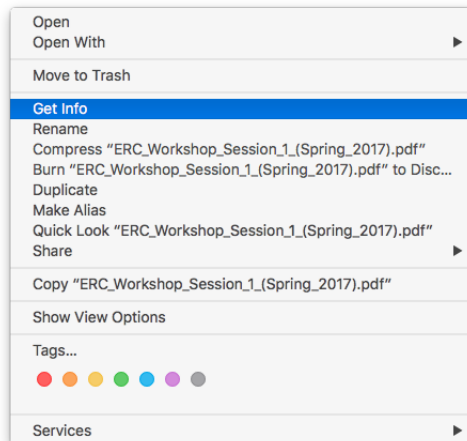 Open
Open With
Move to Trash
Get Info
Rename
Compress “ERC_Workshop_Session_1_(Spring_2017).pdf”
Burn “ERC_Workshop_Session_1_(Spring_2017).pdf” to Disc...
Duplicate
Make Alias
Quick Look “ERC_Workshop_Session_1_(Spring_2017).pdf”
Share
Copy “ERC_Workshop_Session_1_(Spring_2017).pdf”
Show View Options
Tags...
Services